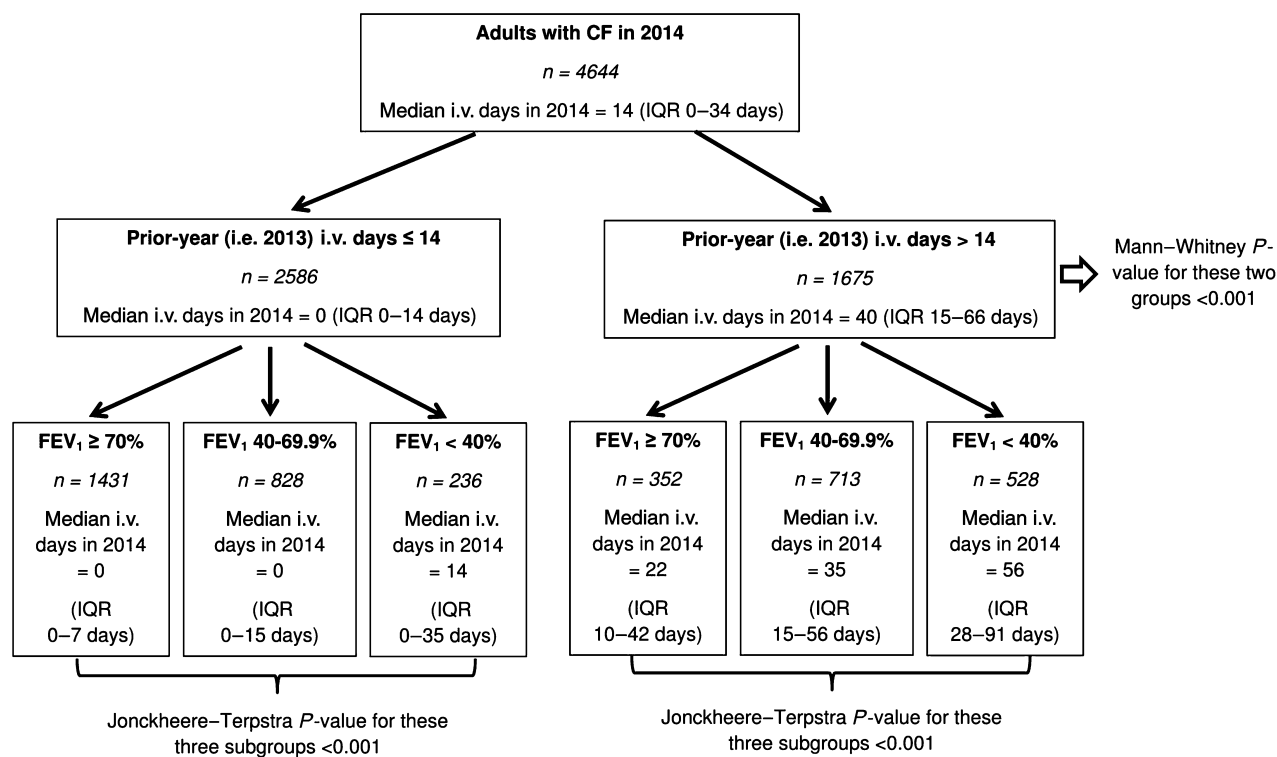 Adults with CF in 2014
n = 4644
Median i.v. days in 2014 = 14 (IQR 0–34 days)
Prior-year (i.e. 2013) i.v. days ≤ 14
n = 2586
Median i.v. days in 2014 = 0 (IQR 0–14 days)
Prior-year (i.e. 2013) i.v. days > 14
n = 1675
Median i.v. days in 2014 = 40 (IQR 15–66 days)
Mann–Whitney P-
value for these two
groups <0.001
FEV₁ ≥ 70%
n = 1431
Median i.v.
days in 2014
= 0
(IQR
0–7 days)
FEV₁ 40-69.9%
n = 828
Median i.v.
days in 2014
= 0
(IQR
0–15 days)
FEV₁ < 40%
n = 236
Median i.v.
days in 2014
= 14
(IQR
0–35 days)
FEV₁ ≥ 70%
n = 352
Median i.v.
days in 2014
= 22
(IQR
10–42 days)
FEV₁ 40-69.9%
n = 713
Median i.v.
days in 2014
= 35
(IQR
15–56 days)
FEV₁ < 40%
n = 528
Median i.v.
days in 2014
= 56
(IQR
28–91 days)
Jonckheere–Terpstra P-value for these
three subgroups <0.001
Jonckheere–Terpstra P-value for these
three subgroups <0.001